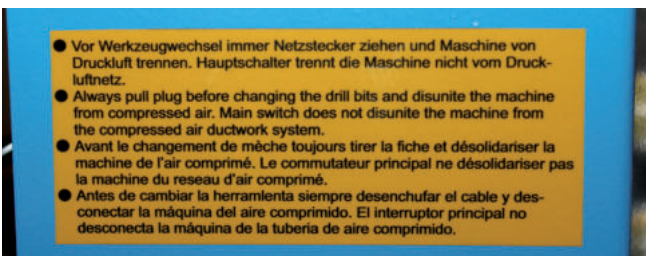 ● Vor Werkzeugwechsel immer Netzstecker ziehen und Maschine von
Druckluft trennen. Hauptschalter trennt die Maschine nicht vom Druck-
luftnetz.
● Always pull plug before changing the drill bits and disunite the machine
from compressed air. Main switch does not disunite the machine from
the compressed air ductwork system.
● Avant le changement de mèche toujours tirer la fiche et désolidariser la
machine de l'air comprimé. Le commutateur principal ne désolidariser pas
la machine du reseau d'air comprimé.
● Antes de cambiar la herramlenta siempre desenchufar el cable y des-
conectar la máquina del aire comprimido. El interruptor principal no
desconecta la máquina de la tuberia de aire comprimido.